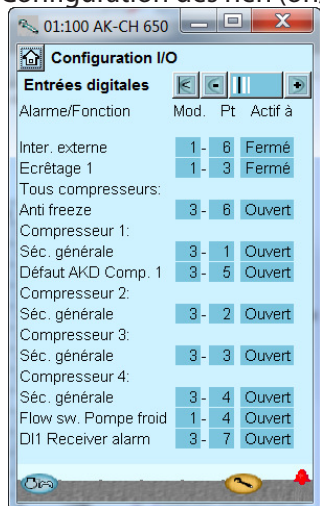 01:100 AK-CH 650
Configuration I/O
Entrées digitales
Alarme/Fonction Mod. Pt Actif à
Inter. externe 1 - 6 Fermé
Ecrêtage 1 1 - 3 Fermé
Tous compresseurs:
Anti freeze 3 - 6 Ouvert
Compresseur 1:
Séc. générale 3 - 1 Ouvert
Défaut AKD Comp. 1 3 - 5 Ouvert
Compresseur 2:
Séc. générale 3 - 2 Ouvert
Compresseur 3:
Séc. générale 3 - 3 Ouvert
Compresseur 4:
Séc. générale 3 - 4 Ouvert
Flow sw. Pompe froid 1 - 4 Ouvert
DI1 Receiver alarm 3 - 7 Ouvert